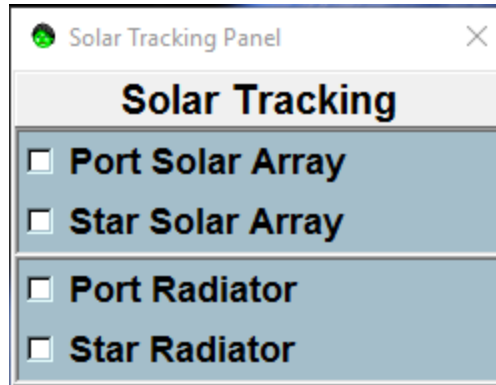 Solar Tracking Panel
Solar Tracking
Port Solar Array
Star Solar Array
Port Radiator
Star Radiator